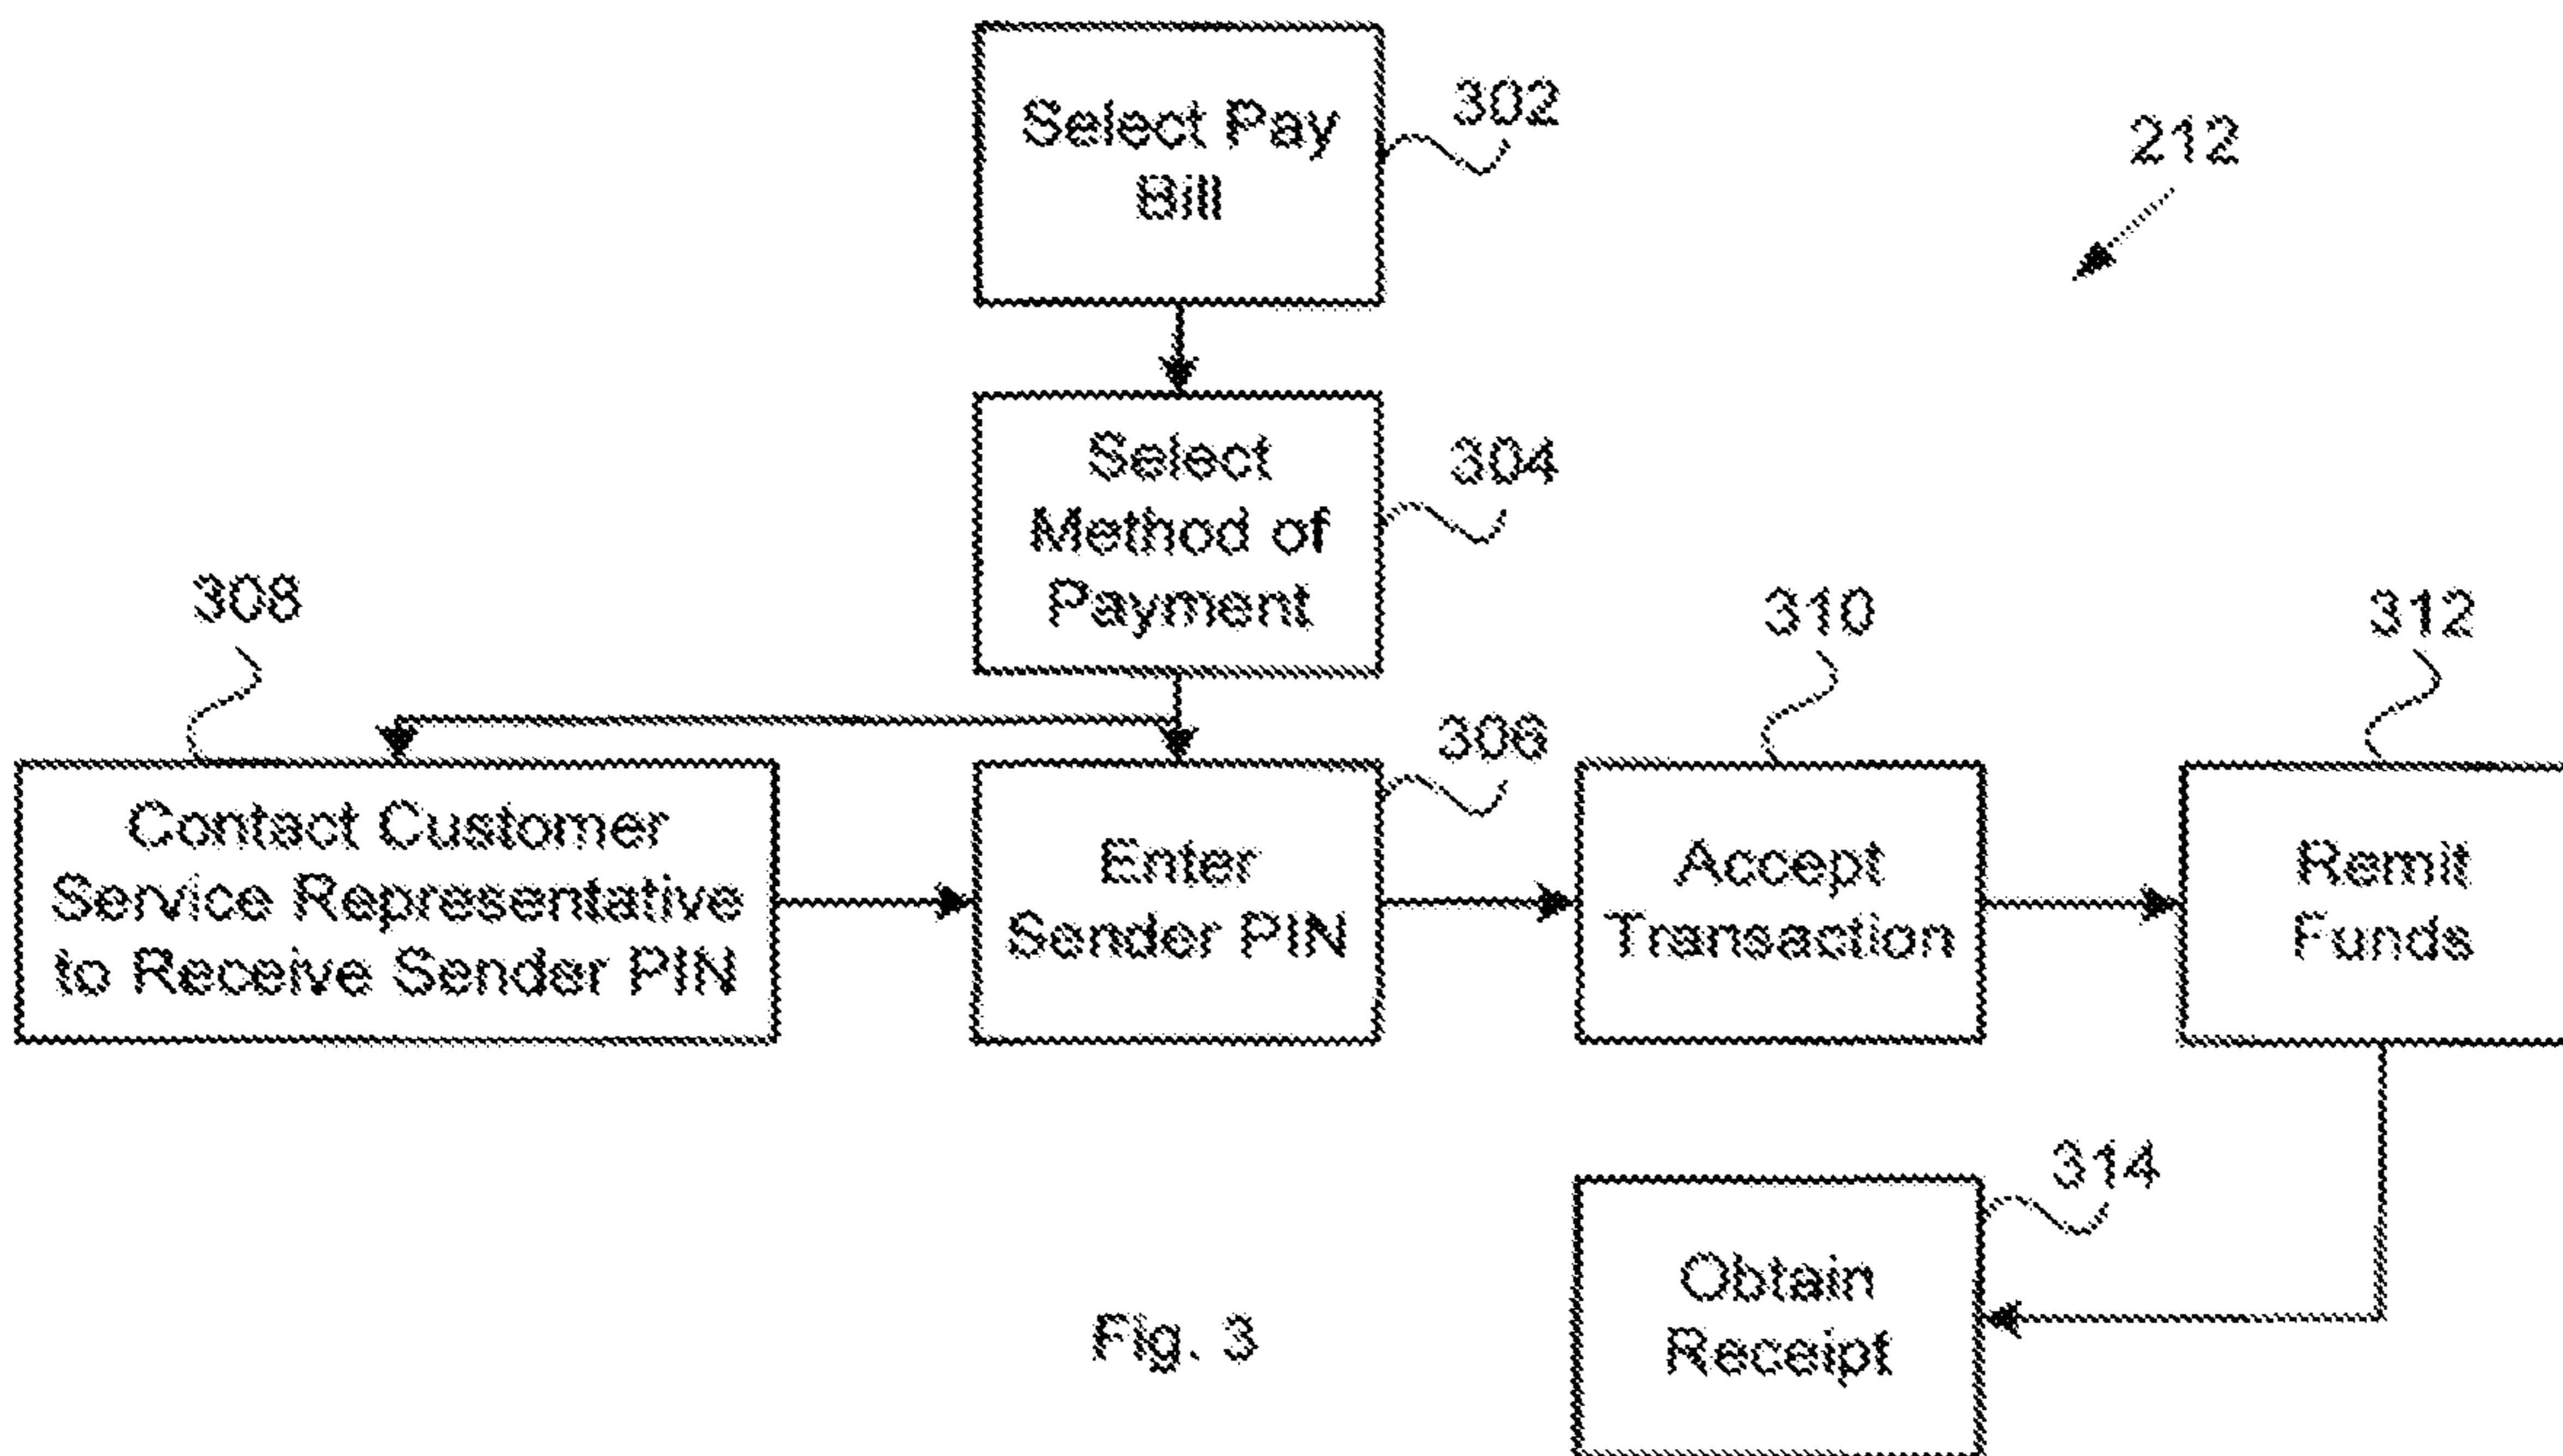 Select Pay
Bill
302
212
Select
Method of
Payment
304
308
310
312
306
Contact Customer
Service Representative
to Receive Sender PIN
Enter
Sender PIN
Accept
Transaction
Remit
Funds
314
Obtain
Receipt
Fig. 3